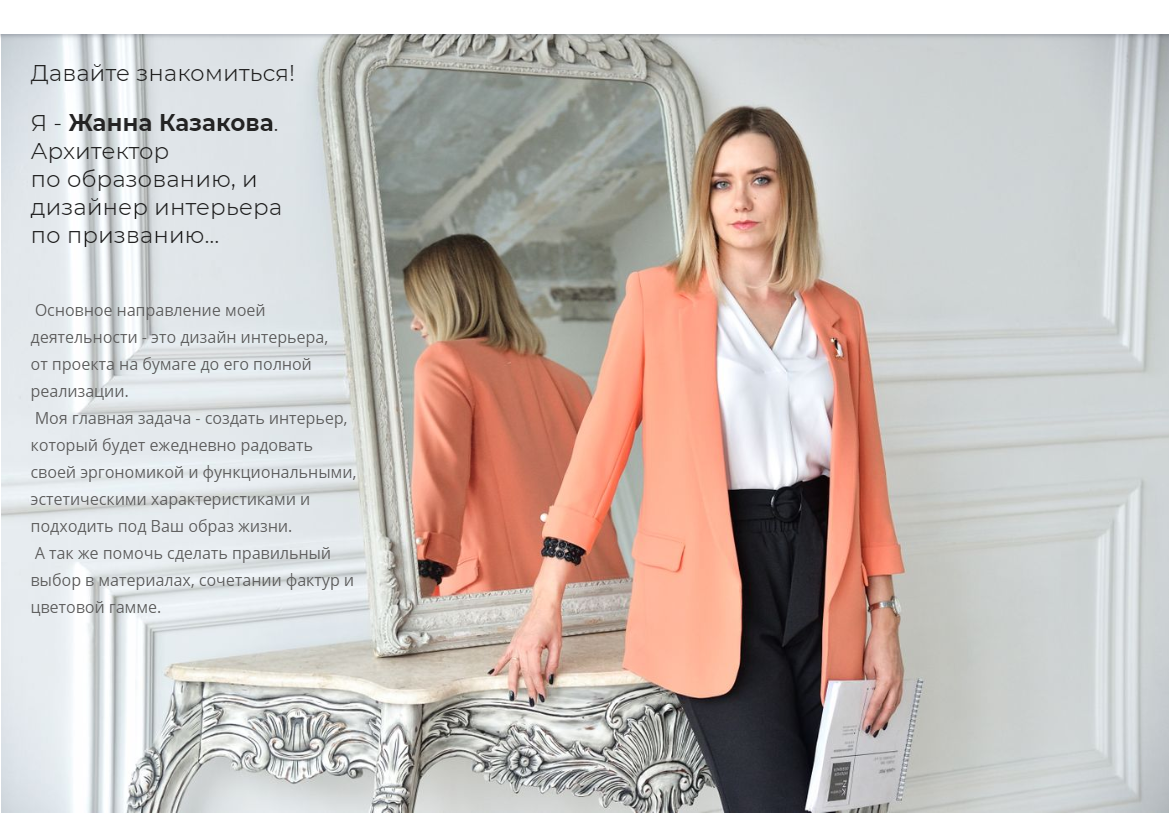 Давайте знакомиться!
Я - Жанна Казакова.
Архитектор
по образованию, и
дизайнер интерьера
по призванию...
Основное направление моей
деятельности - это дизайн интерьера,
от проекта на бумаге до его полной
реализации.
Моя главная задача - создать интерьер,
который будет ежедневно радовать
своей эргономикой и функциональными,
эстетическими характеристиками и
подходить под Ваш образ жизни.
А так же помочь сделать правильный
выбор в материалах, сочетании фактур и
цветовой гамме.